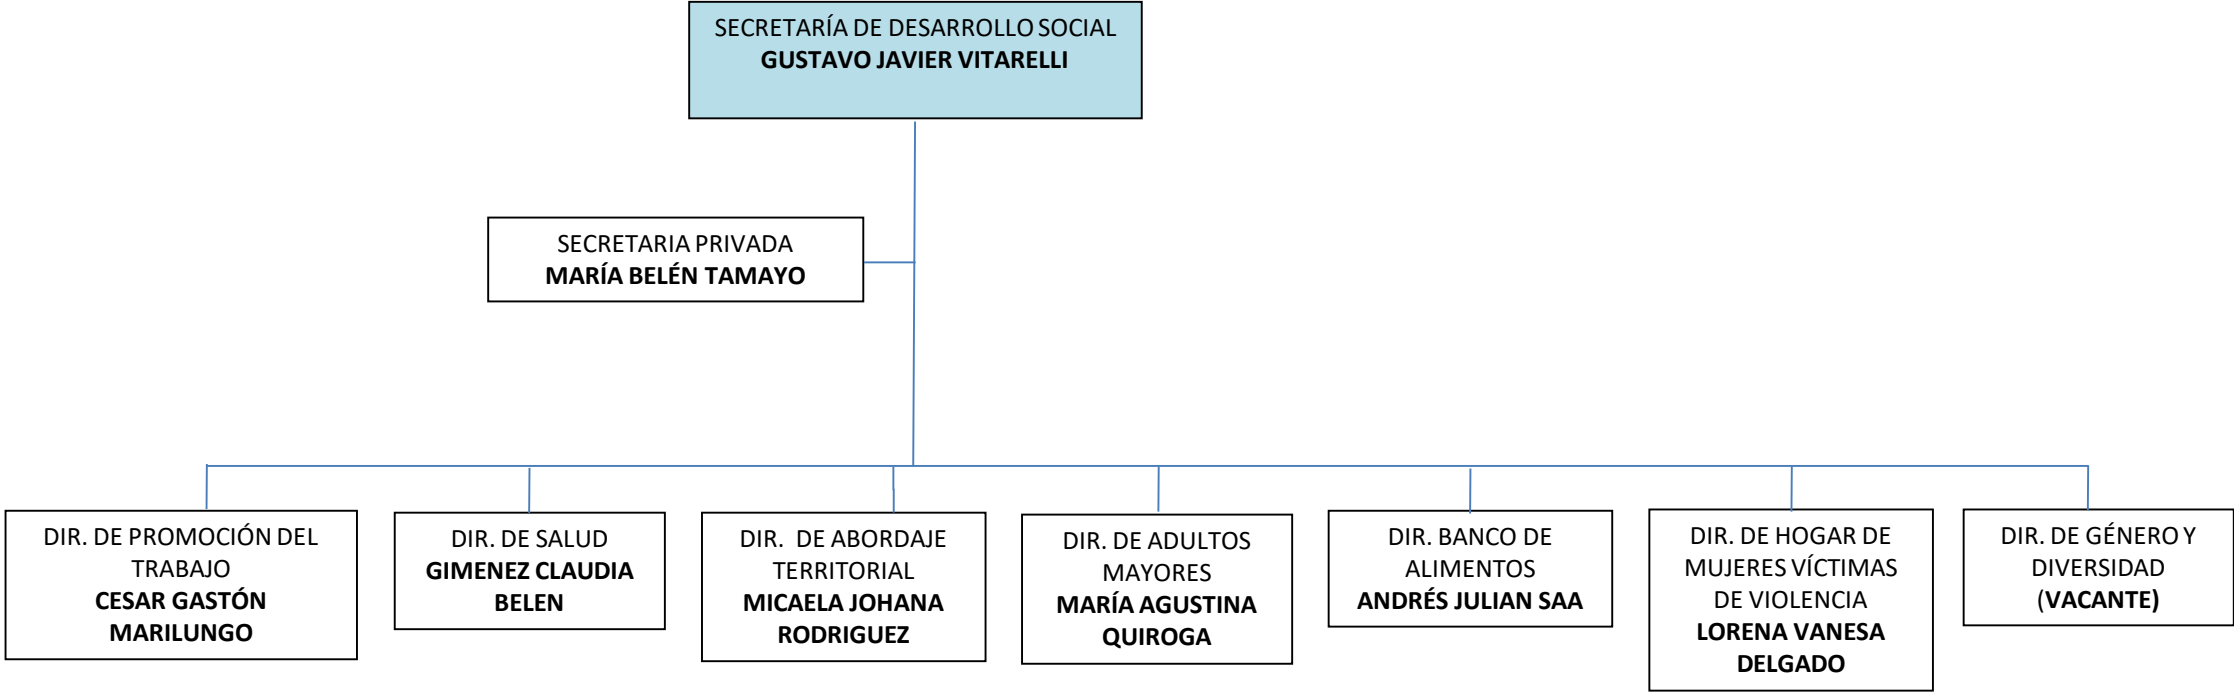 SECRETARÍA DE DESARROLLO SOCIAL
GUSTAVO JAVIER VITARELLI
SECRETARIA PRIVADA
MARÍA BELÉN TAMAYO
DIR. DE PROMOCIÓN DEL
TRABAJO
CESAR GASTÓN
MARILUNGO
DIR. DE SALUD
GIMENEZ CLAUDIA
BELEN
DIR. DE ABORDAJE
TERRITORIAL
MICAELA JOHANA
RODRIGUEZ
DIR. DE ADULTOS
MAYORES
MARÍA AGUSTINA
QUIROGA
DIR. BANCO DE
ALIMENTOS
ANDRÉS JULIAN SAA
DIR. DE HOGAR DE
MUJERES VÍCTIMAS
DE VIOLENCIA
LORENA VANESA
DELGADO
DIR. DE GÉNERO Y
DIVERSIDAD
(VACANTE)